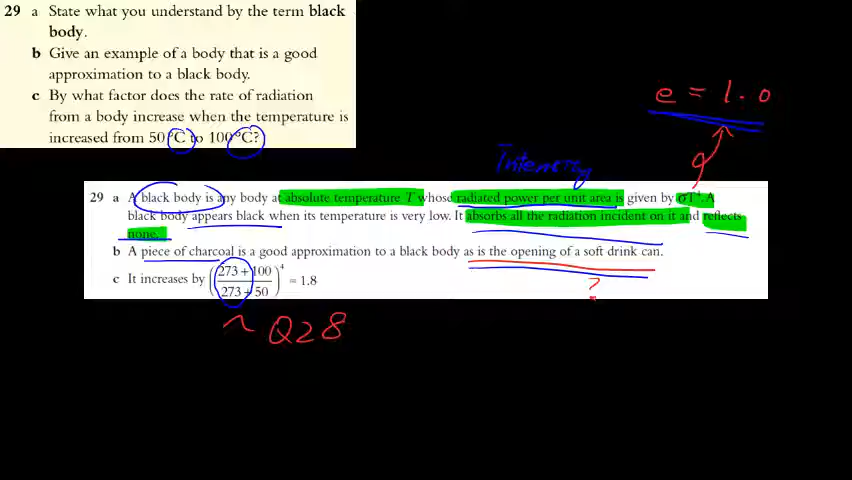 29 a State what you understand by the term black
body.
b Give an example of a body that is a good
approximation to a black body.
c By what factor does the rate of radiation
from a body increase when the temperature is
increased from 50 °C to 100 °C?
e = 1.0
Intensity
29 a A black body is any body at absolute temperature T whose radiated power per unit area is given by σT⁴. A
black body appears black when its temperature is very low. It absorbs all the radiation incident on it and reflects
none.
b A piece of charcoal is a good approximation to a black body as is the opening of a soft drink can.
c It increases by ((273 + 100)/(273 + 50))⁴ = 1.8
?
~ Q28